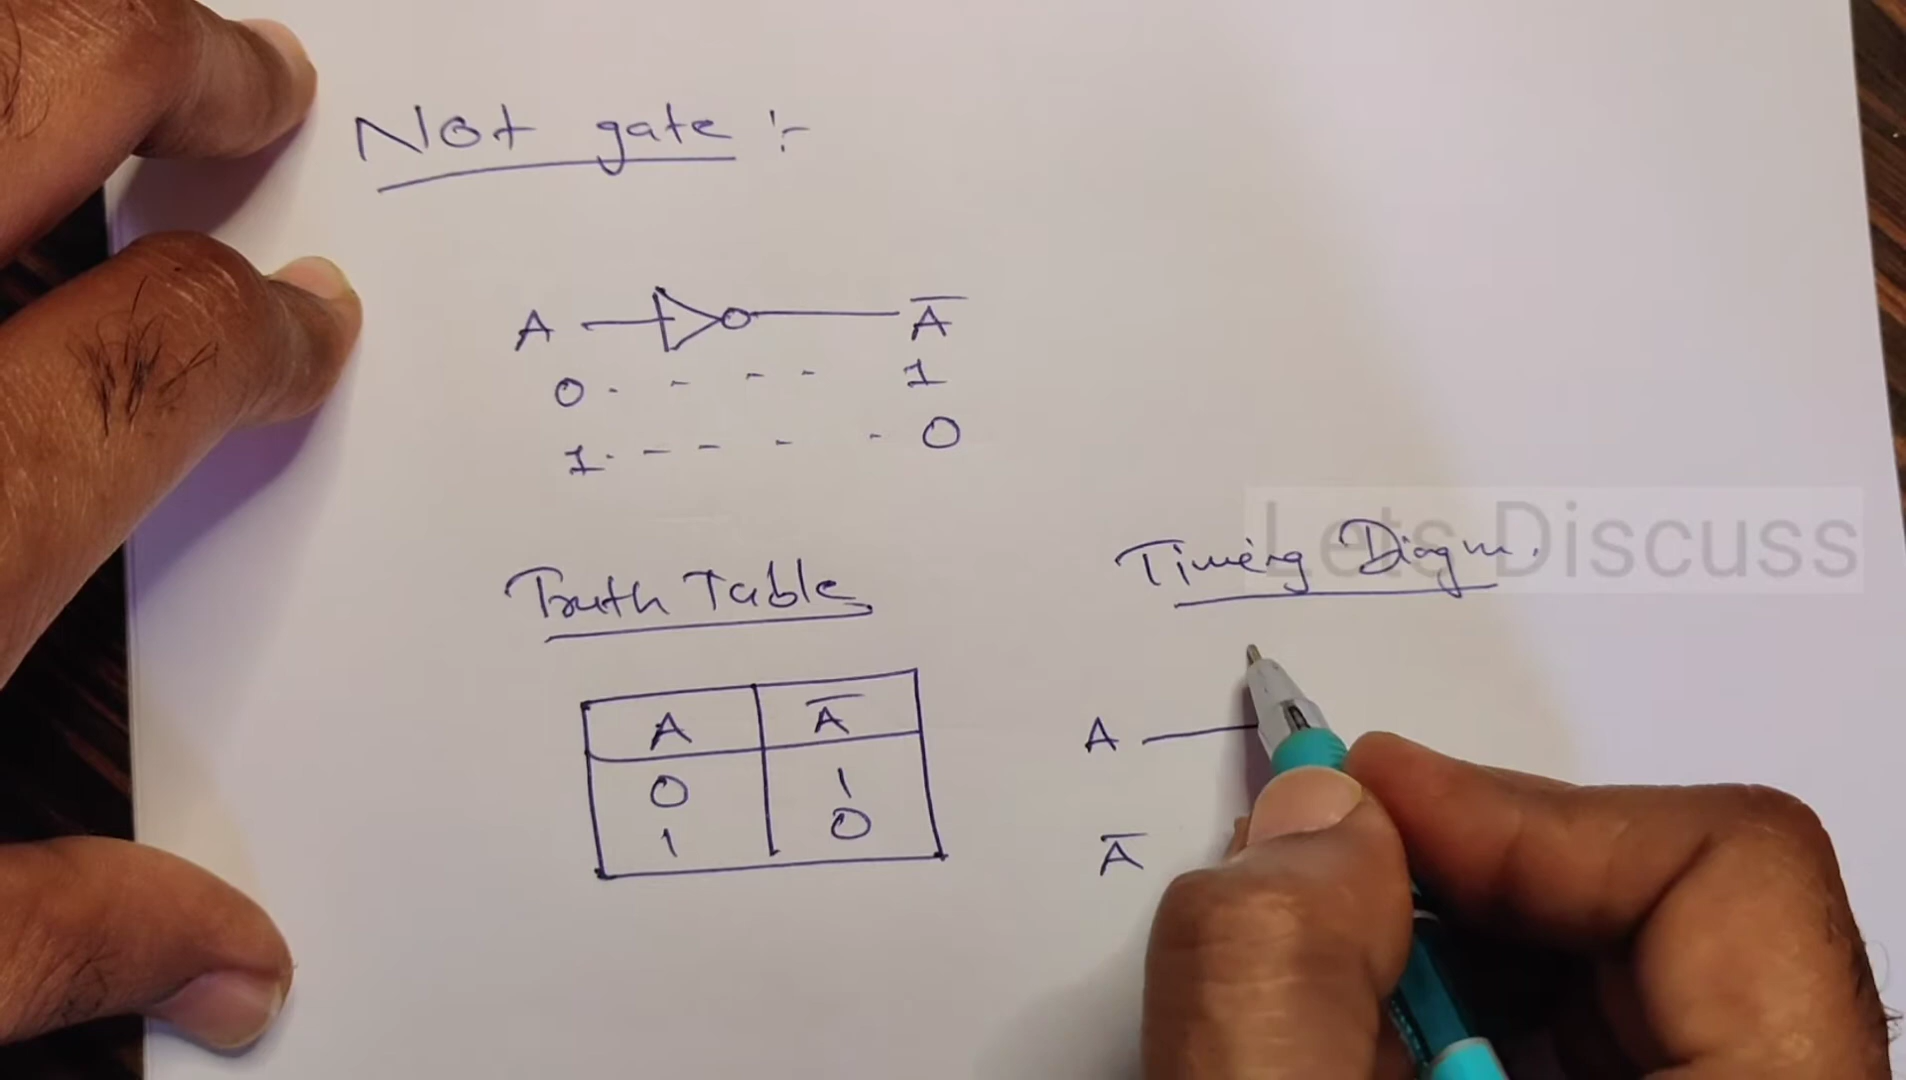 Not gate :-
A A̅
0 - - - - 1
1 - - - - 0
Lets Discuss
Truth Table
Timing Diagm.
A A̅
0 1
1 0
A
A̅